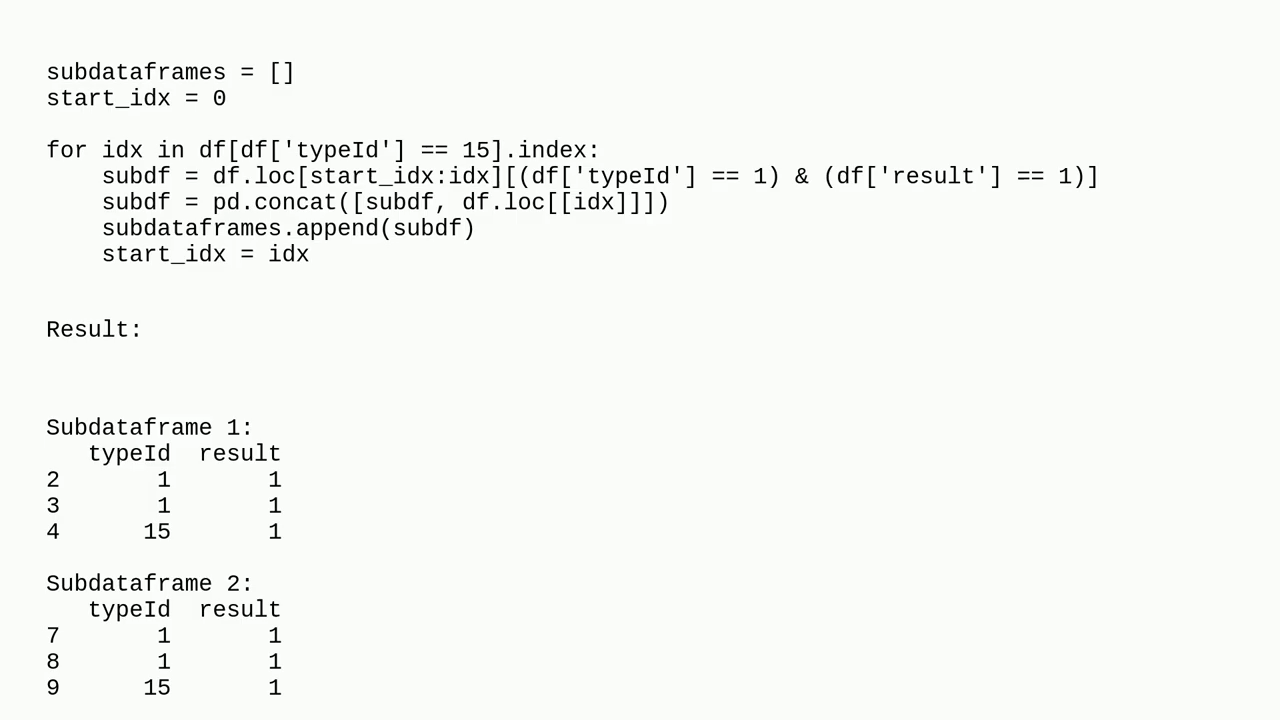 subdataframes = []
start_idx = 0
for idx in df[df['typeId'] == 15].index:
    subdf = df.loc[start_idx:idx][(df['typeId'] == 1) & (df['result'] == 1)]
    subdf = pd.concat([subdf, df.loc[[idx]]])
    subdataframes.append(subdf)
    start_idx = idx
Result:
Subdataframe 1:
   typeId  result
2       1       1
3       1       1
4      15       1
Subdataframe 2:
   typeId  result
7       1       1
8       1       1
9      15       1